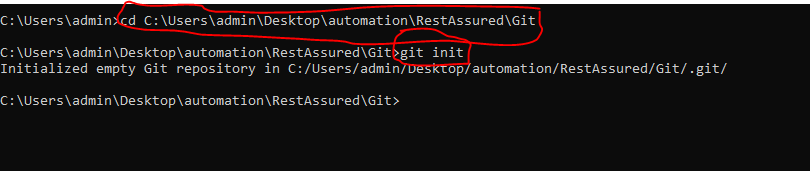 C:\Users\admin>cd C:\Users\admin\Desktop\automation\RestAssured\Git
C:\Users\admin\Desktop\automation\RestAssured\Git>git init
Initialized empty Git repository in C:/Users/admin/Desktop/automation/RestAssured/Git/.git/
C:\Users\admin\Desktop\automation\RestAssured\Git>